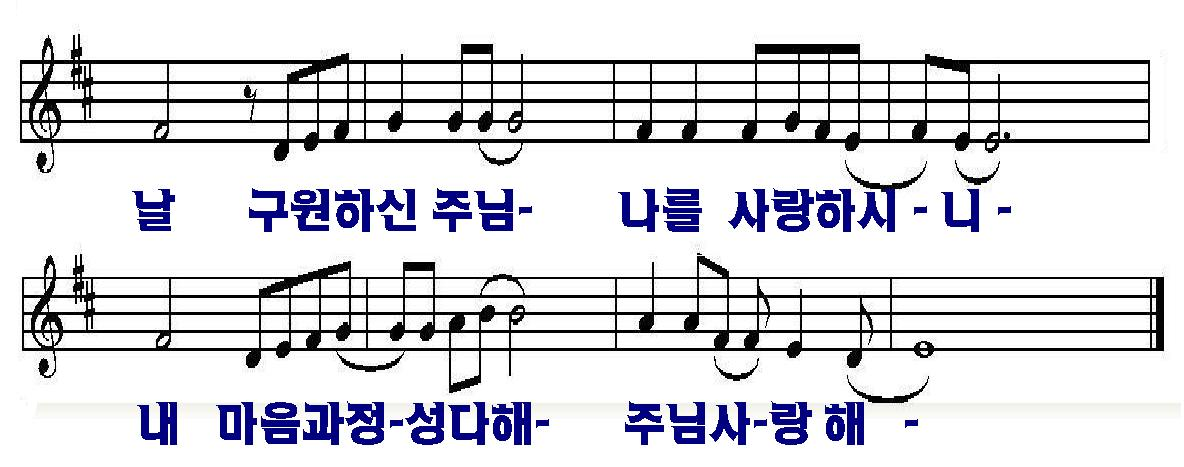 날 구원하신 주님- 나를 사랑하시 - 니 -
내 마음과정-성다해- 주님사-랑 해 -